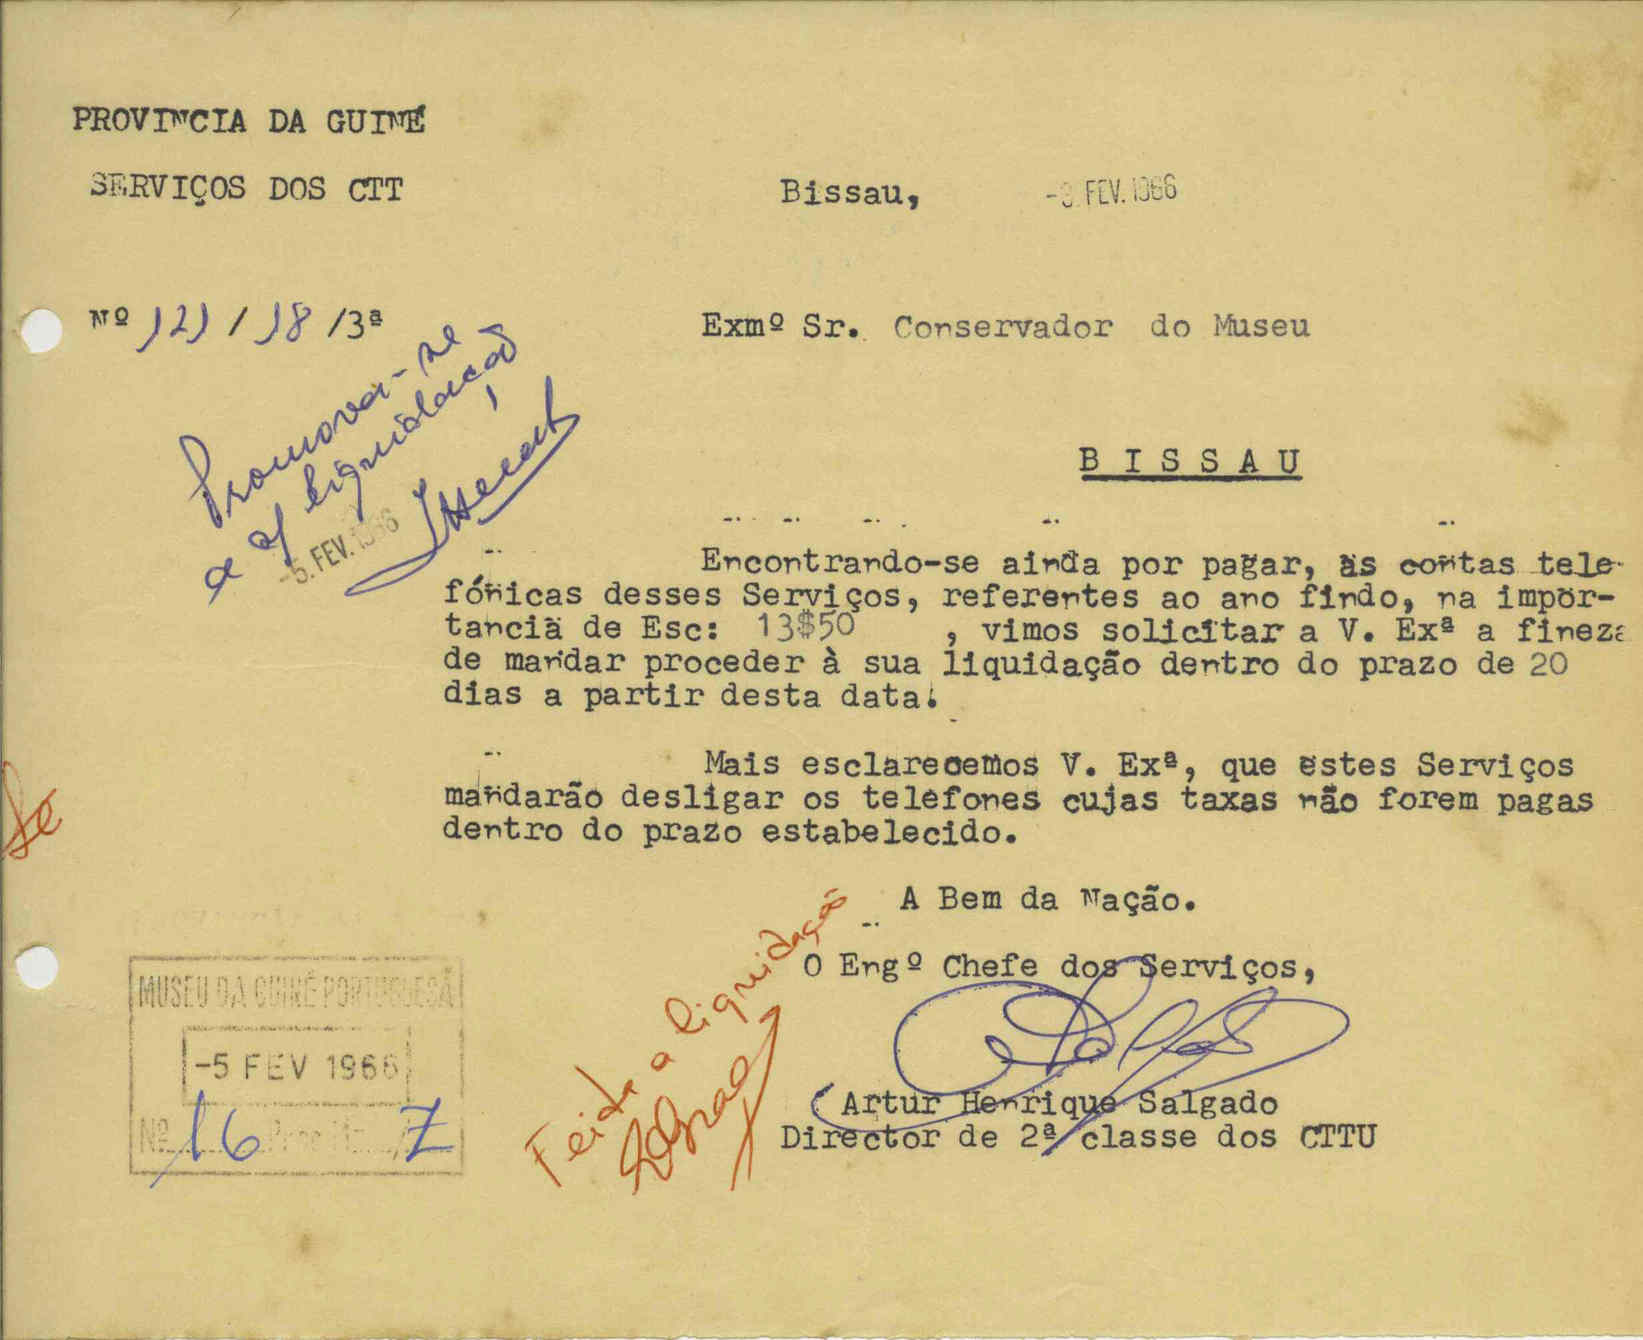 PROVINCIA DA GUINÉ
SERVIÇOS DOS CTT
Bissau, -3. FEV. 1966
Nº 121 / 18 /3ª
Exmº Sr. Conservador do Museu
Promova-se
a liquidação
-5. FEV. 1966
B I S S A U
Encontrando-se ainda por pagar, as contas tele-
fónicas desses Serviços, referentes ao ano findo, na impor-
tancia de Esc: 13$50 , vimos solicitar a V. Exª a fineza
de mandar proceder à sua liquidação dentro do prazo de 20
dias a partir desta data.
Mais esclarecemos V. Exª, que estes Serviços
mandarão desligar os telefones cujas taxas não forem pagas
dentro do prazo estabelecido.
A Bem da Nação.
O Engº Chefe dos Serviços,
Artur Henrique Salgado
Director de 2ª classe dos CTTU
Feida a liquidação
MUSEU DA GUINÉ PORTUGUESA
-5 FEV 1966
Nº 16 7